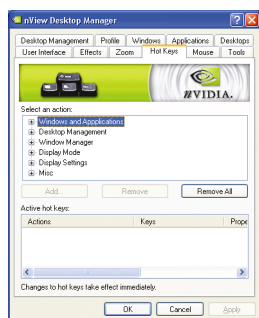 nView Desktop Manager
Desktop Management Profile Windows Applications Desktops
User Interface Effects Zoom Hot Keys Mouse Tools
NVIDIA.
Select an action:
Windows and Appplications
Desktop Management
Window Manager
Display Mode
Display Settings
Misc
Add... Remove Remove All
Active hot keys:
Actions Keys Prope
Changes to hot keys take effect immediately.
OK Cancel Apply